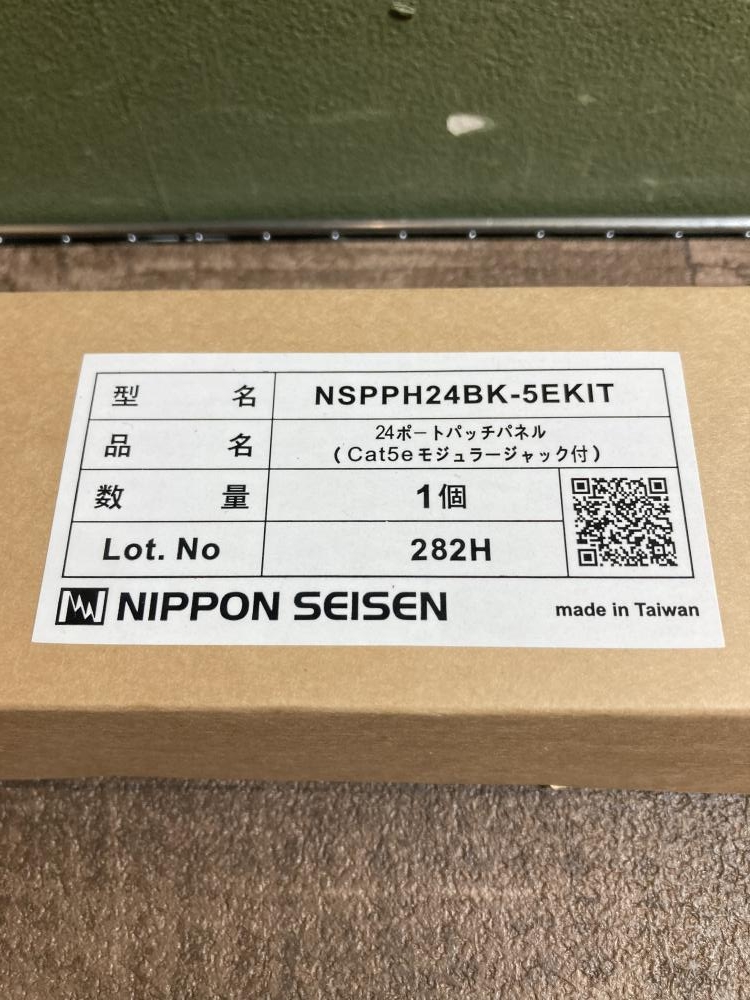 型名 NSPPH24BK-5EKIT
品名 24ポートパッチパネル
(Cat5eモジュラージャック付)
数量 1個
Lot. No 282H
NIPPON SEISEN made in Taiwan